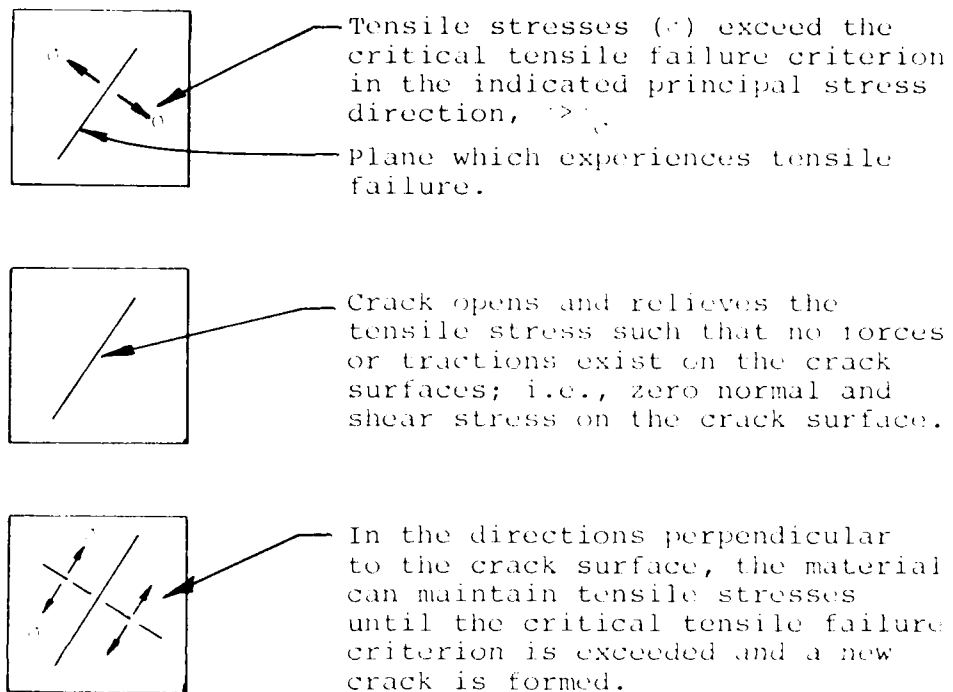 Tensile stresses (σ) exceed the
critical tensile failure criterion
in the indicated principal stress
direction, >
Plane which experiences tensile
failure.
Crack opens and relieves the
tensile stress such that no forces
or tractions exist on the crack
surfaces; i.e., zero normal and
shear stress on the crack surface.
In the directions perpendicular
to the crack surface, the material
can maintain tensile stresses
until the critical tensile failure
criterion is exceeded and a new
crack is formed.